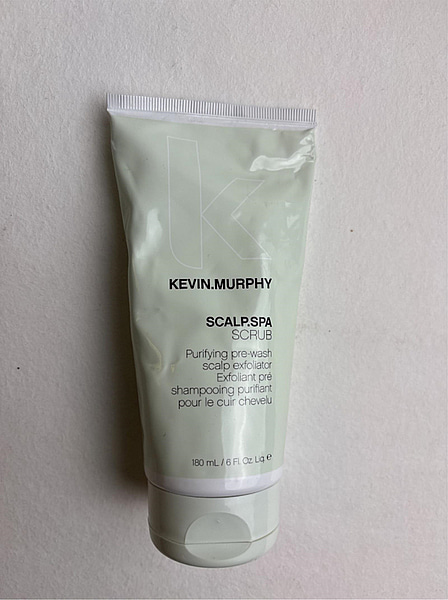 K
KEVIN.MURPHY
SCALP.SPA
SCRUB
Purifying pre-wash
scalp exfoliator
Exfoliant pré
shampooing purifiant
pour le cuir chevelu
180 mL / 6 Fl. Oz. Liq. ℮